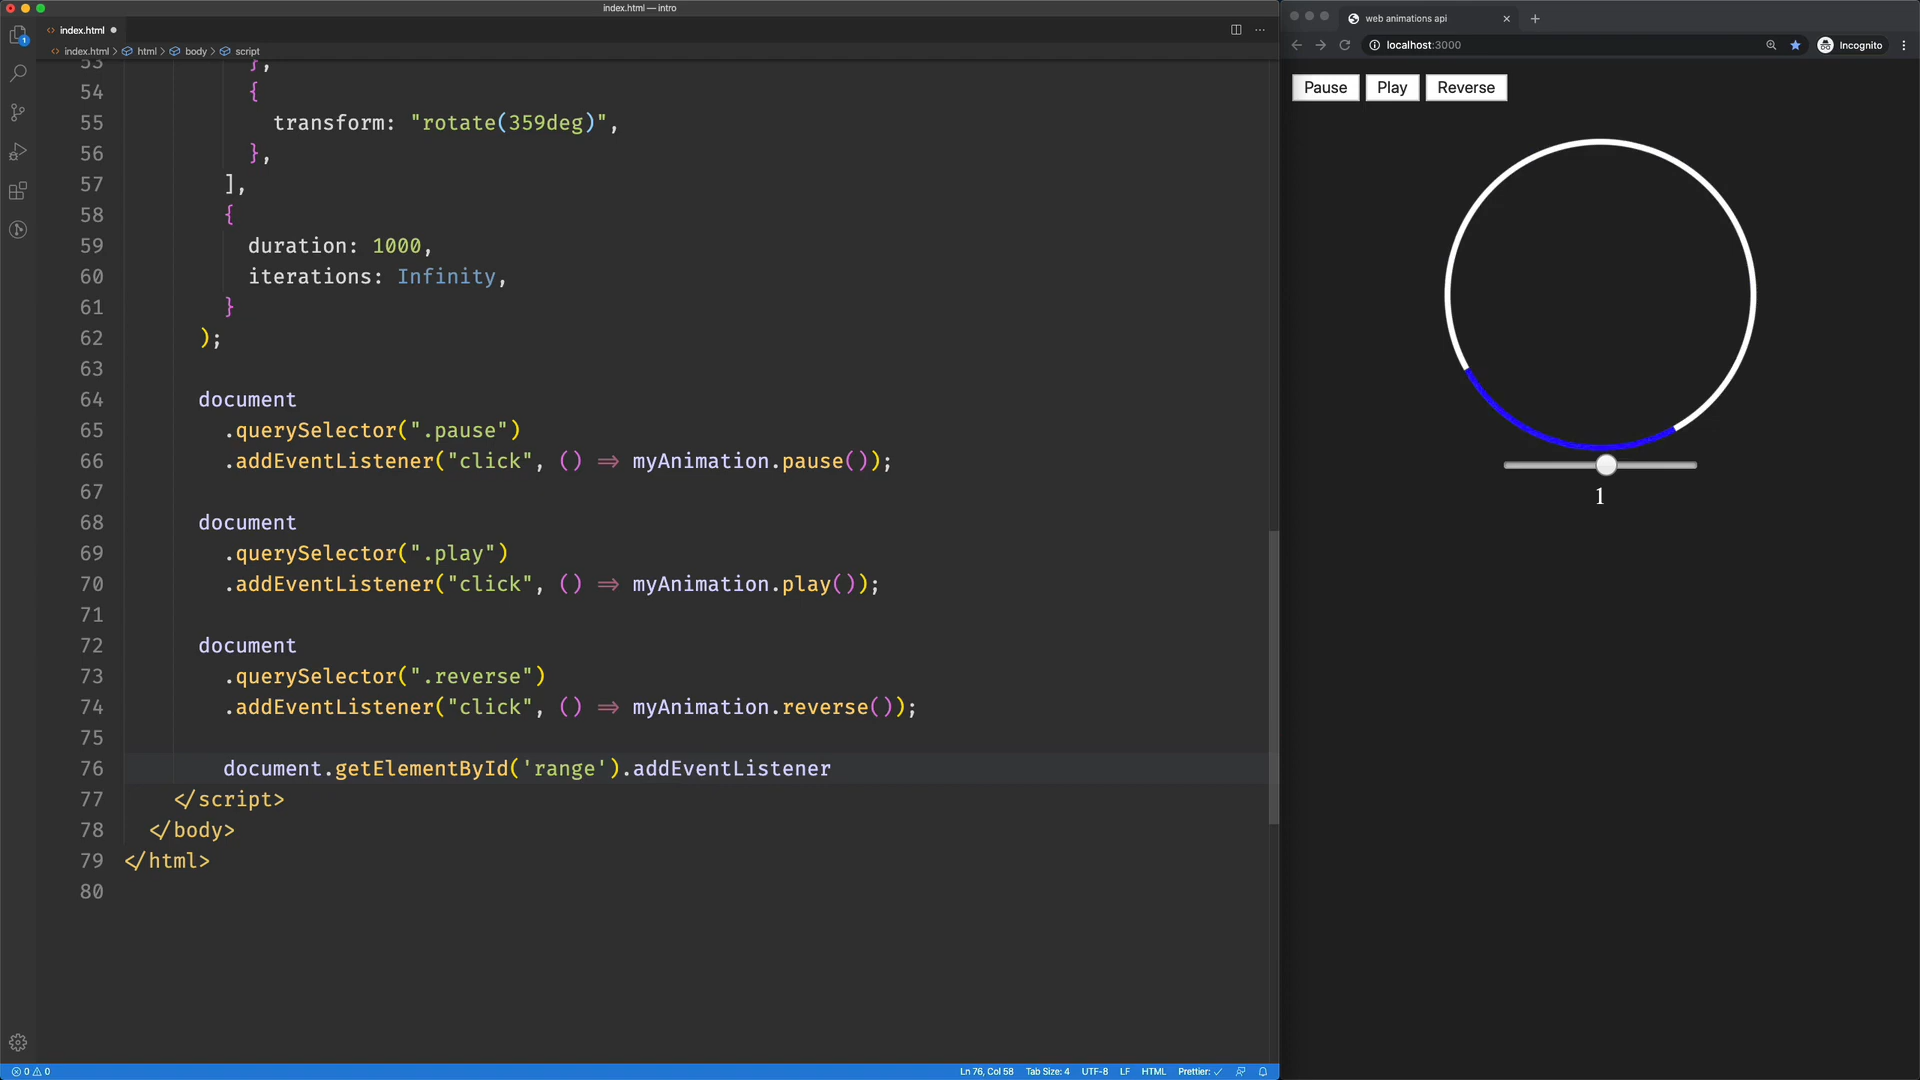 index.html — intro
index.html
index.html > html > body > script
53 },
54 {
55 transform: "rotate(359deg)",
56 },
57 ],
58 {
59 duration: 1000,
60 iterations: Infinity,
61 }
62 );
63
64 document
65 .querySelector(".pause")
66 .addEventListener("click", () => myAnimation.pause());
67
68 document
69 .querySelector(".play")
70 .addEventListener("click", () => myAnimation.play());
71
72 document
73 .querySelector(".reverse")
74 .addEventListener("click", () => myAnimation.reverse());
75
76 document.getElementById('range').addEventListener
77 </script>
78 </body>
79 </html>
80
1
0 0 Ln 76, Col 58 Tab Size: 4 UTF-8 LF HTML Prettier: ✓
web animations api
localhost:3000 Incognito
Pause Play Reverse
1